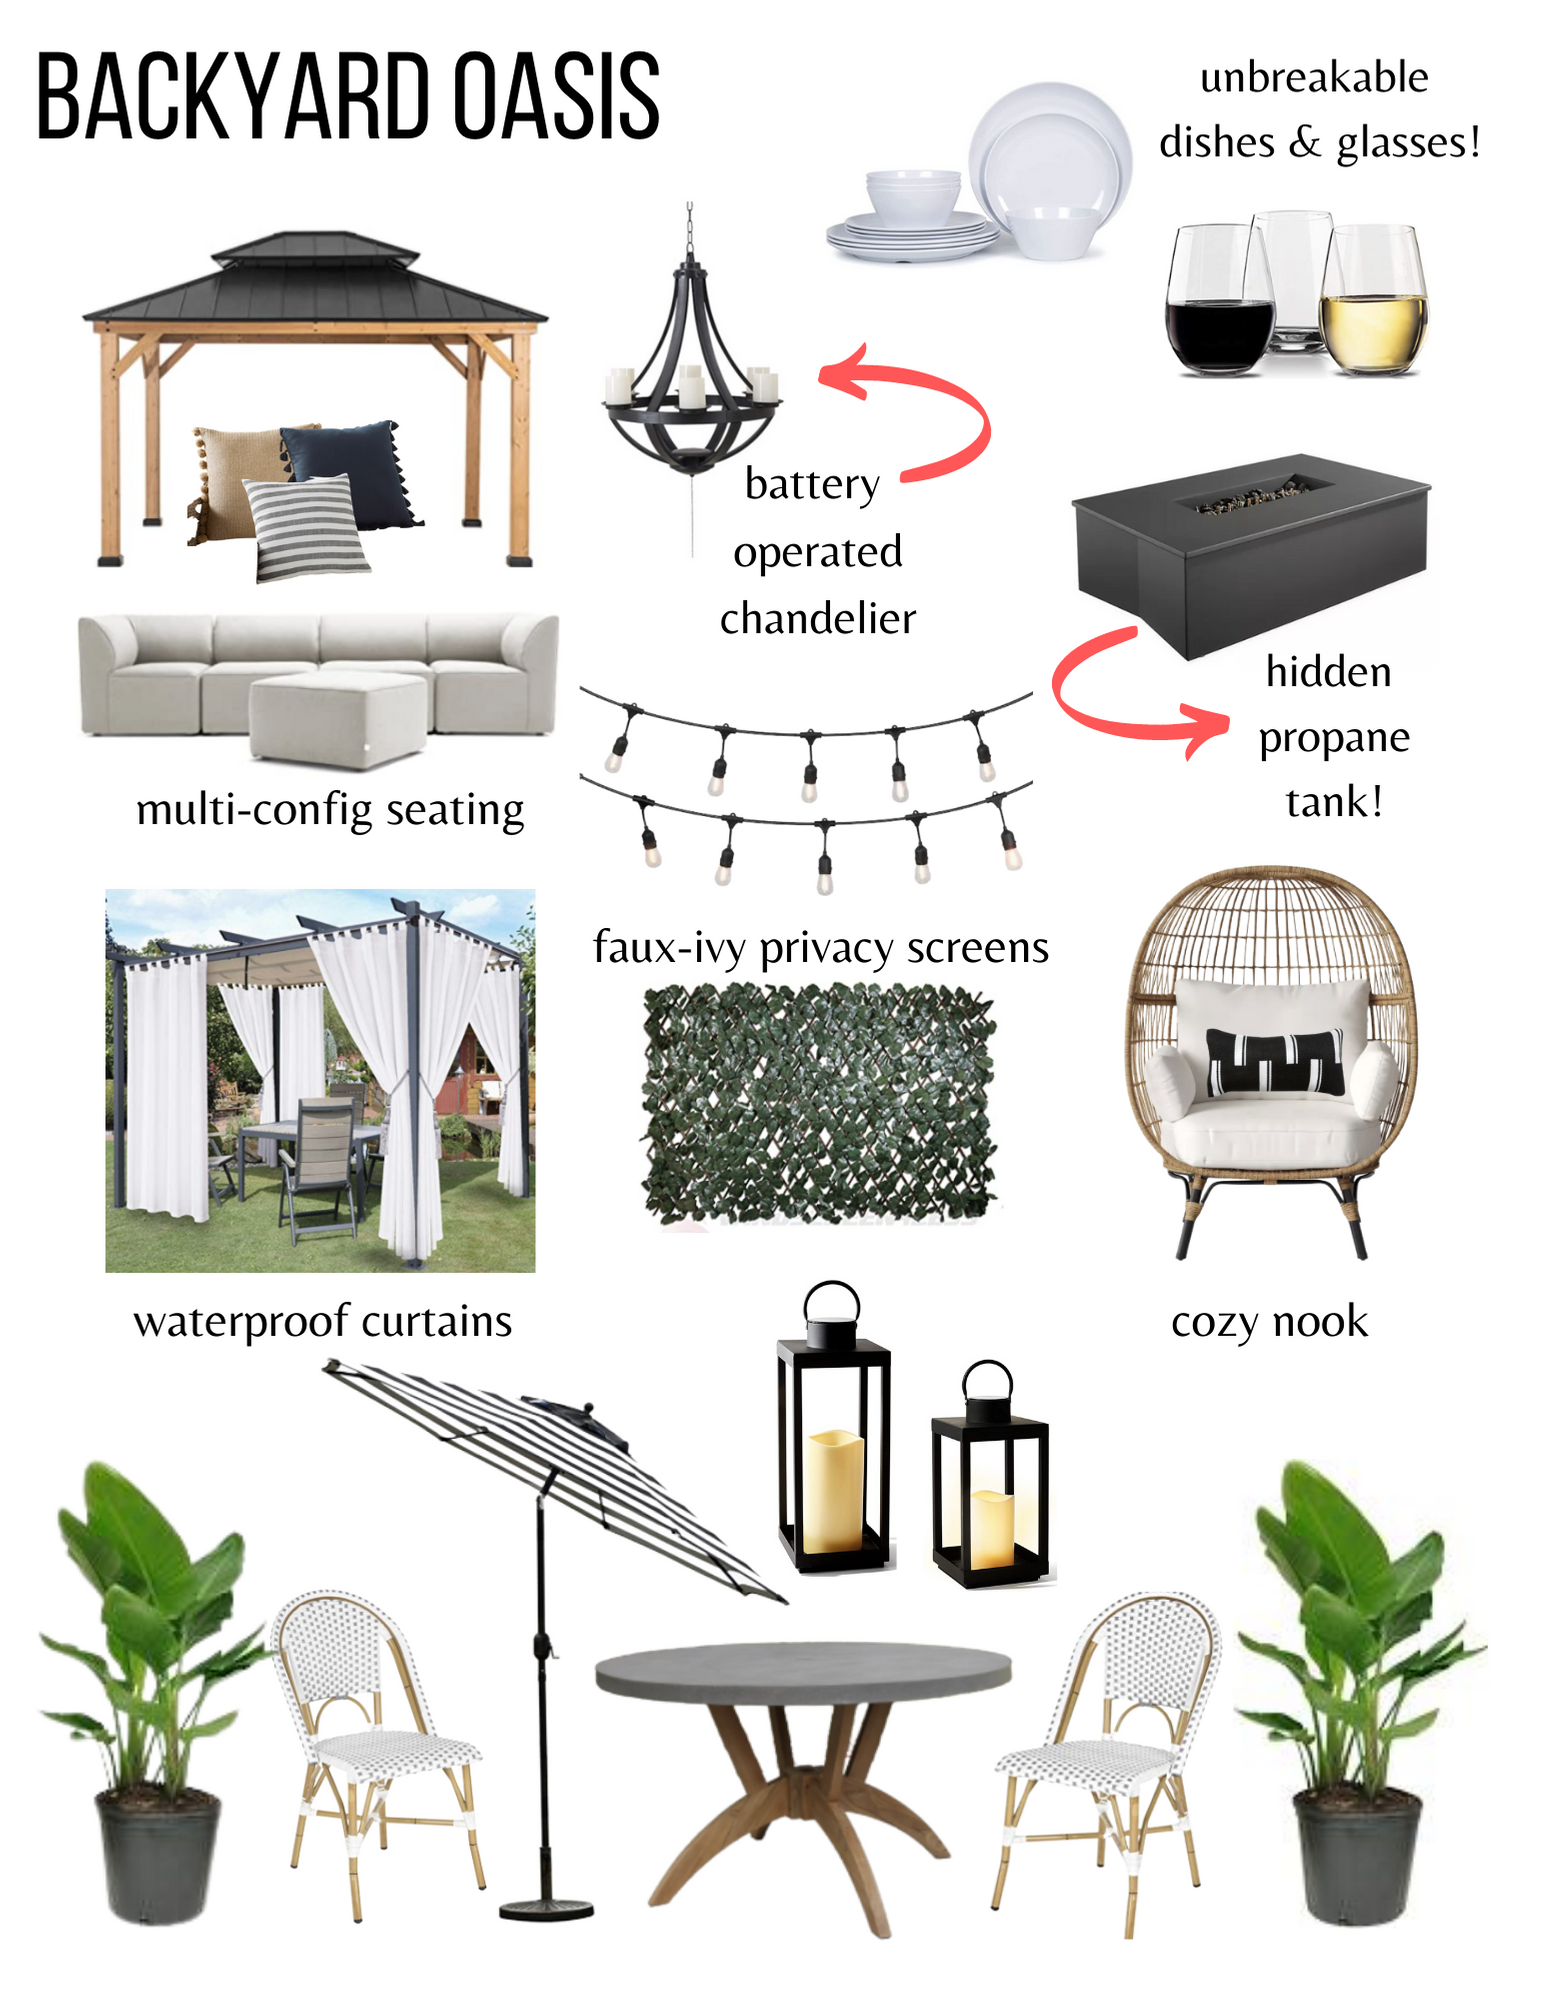 BACKYARD OASIS
unbreakable
dishes & glasses!
battery
operated
chandelier
hidden
propane
tank!
multi-config seating
faux-ivy privacy screens
waterproof curtains
cozy nook